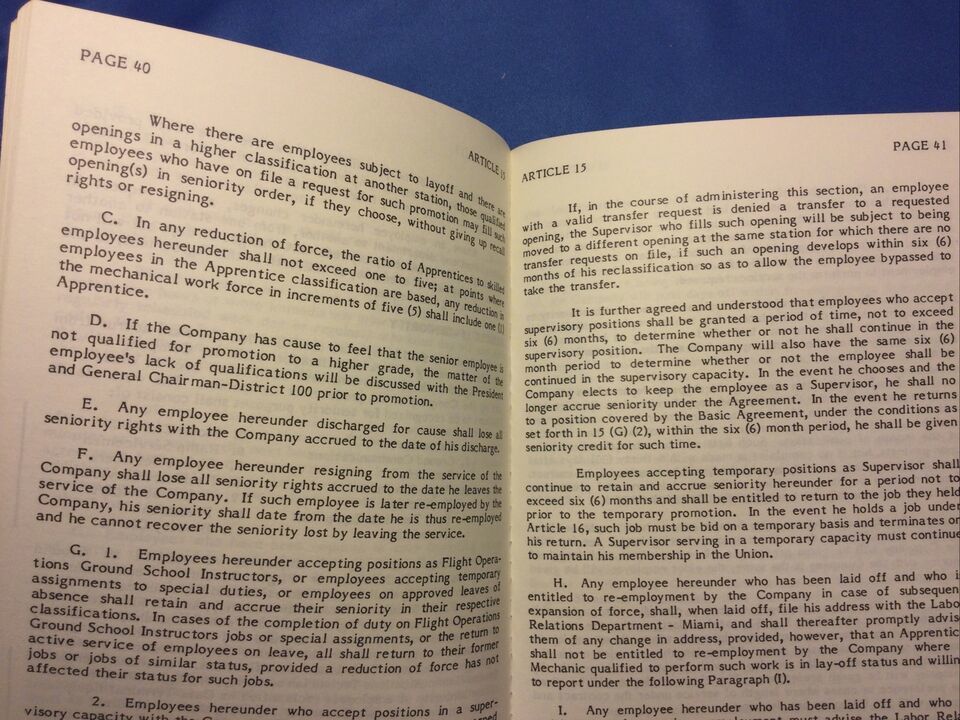 PAGE 40
ARTICLE 15
Where there are employees subject to layoff and there are
openings in a higher classification at another station, those qualified
employees who have on file a request for such promotion may fill such
opening(s) in seniority order, if they choose, without giving up recall
rights or resigning.
C. In any reduction of force, the ratio of Apprentices to skilled
employees hereunder shall not exceed one to five; at points where
employees in the Apprentice classification are based, any reduction in
the mechanical work force in increments of five (5) shall include one (1)
Apprentice.
D. If the Company has cause to feel that the senior employee is
not qualified for promotion to a higher grade, the matter of the
employee's lack of qualifications will be discussed with the President
and General Chairman-District 100 prior to promotion.
E. Any employee hereunder discharged for cause shall lose all
seniority rights with the Company accrued to the date of his discharge.
F. Any employee hereunder resigning from the service of the
Company shall lose all seniority rights accrued to the date he leaves the
service of the Company. If such employee is later re-employed by the
Company, his seniority shall date from the date he is thus re-employed
and he cannot recover the seniority lost by leaving the service.
G. 1. Employees hereunder accepting positions as Flight Opera-
tions Ground School Instructors, or employees accepting temporary
assignments to special duties, or employees on approved leaves of
absence shall retain and accrue their seniority in their respective
classifications. In cases of the completion of duty on Flight Operations
Ground School Instructors jobs or special assignments, or the return to
active service of employees on leave, all shall return to their former
jobs or jobs of similar status, provided a reduction of force has not
affected their status for such jobs.
2. Employees hereunder who accept positions in a super-
visory capacity with the
ARTICLE 15
PAGE 41
If, in the course of administering this section, an employee
with a valid transfer request is denied a transfer to a requested
opening, the Supervisor who fills such opening will be subject to being
moved to a different opening at the same station for which there are no
transfer requests on file, if such an opening develops within six (6)
months of his reclassification so as to allow the employee bypassed to
take the transfer.
It is further agreed and understood that employees who accept
supervisory positions shall be granted a period of time, not to exceed
six (6) months, to determine whether or not he shall continue in the
supervisory position. The Company will also have the same six (6)
month period to determine whether or not the employee shall be
continued in the supervisory capacity. In the event he chooses and the
Company elects to keep the employee as a Supervisor, he shall no
longer accrue seniority under the Agreement. In the event he returns
to a position covered by the Basic Agreement, under the conditions as
set forth in 15 (G) (2), within the six (6) month period, he shall be given
seniority credit for such time.
Employees accepting temporary positions as Supervisor shall
continue to retain and accrue seniority hereunder for a period not to
exceed six (6) months and shall be entitled to return to the job they held
prior to the temporary promotion. In the event he holds a job under
Article 16, such job must be bid on a temporary basis and terminates on
his return. A Supervisor serving in a temporary capacity must continue
to maintain his membership in the Union.
H. Any employee hereunder who has been laid off and who is
entitled to re-employment by the Company in case of subsequen
expansion of force, shall, when laid off, file his address with the Labo
Relations Department - Miami, and shall thereafter promptly advis
them of any change in address, provided, however, that an Apprentic
shall not be entitled to re-employment by the Company where
Mechanic qualified to perform such work is in lay-off status and willin
to report under the following Paragraph (I).
I. Any employee hereunder who has been laid off and who
must advise the Labor Rela